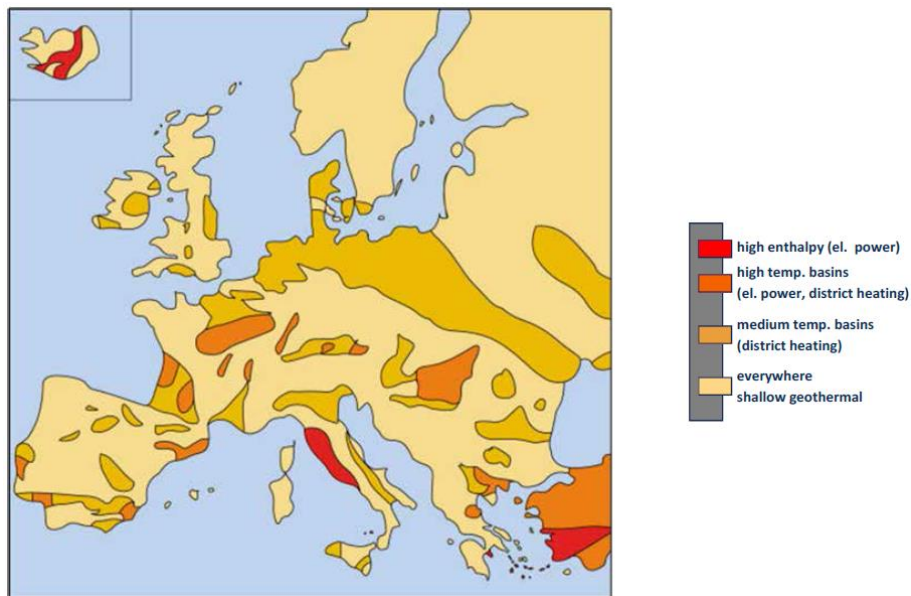 high enthalpy (el. power)
high temp. basins
(el. power, district heating)
medium temp. basins
(district heating)
everywhere
shallow geothermal